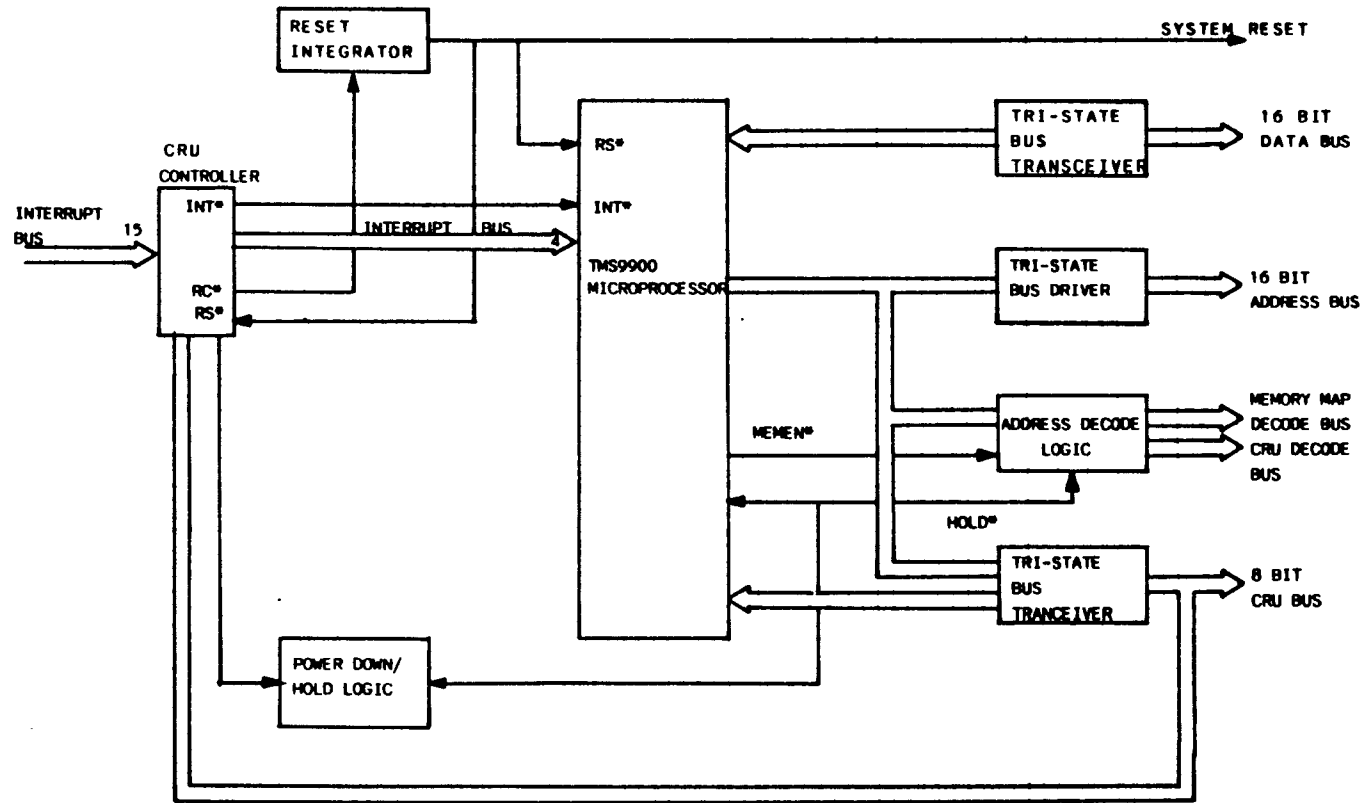 RESET
INTEGRATOR
SYSTEM RESET
TRI-STATE
BUS
TRANSCEIVER
16 BIT
DATA BUS
CRU
CONTROLLER
INT*
RC*
RS*
INTERRUPT
BUS
15
INTERRUPT BUS
4
RS*
INT*
TMS9900
MICROPROCESSOR
TRI-STATE
BUS DRIVER
16 BIT
ADDRESS BUS
MEMEN*
ADDRESS DECODE
LOGIC
MEMORY MAP
DECODE BUS
CRU DECODE
BUS
HOLD*
TRI-STATE
BUS
TRANCEIVER
8 BIT
CRU BUS
POWER DOWN/
HOLD LOGIC